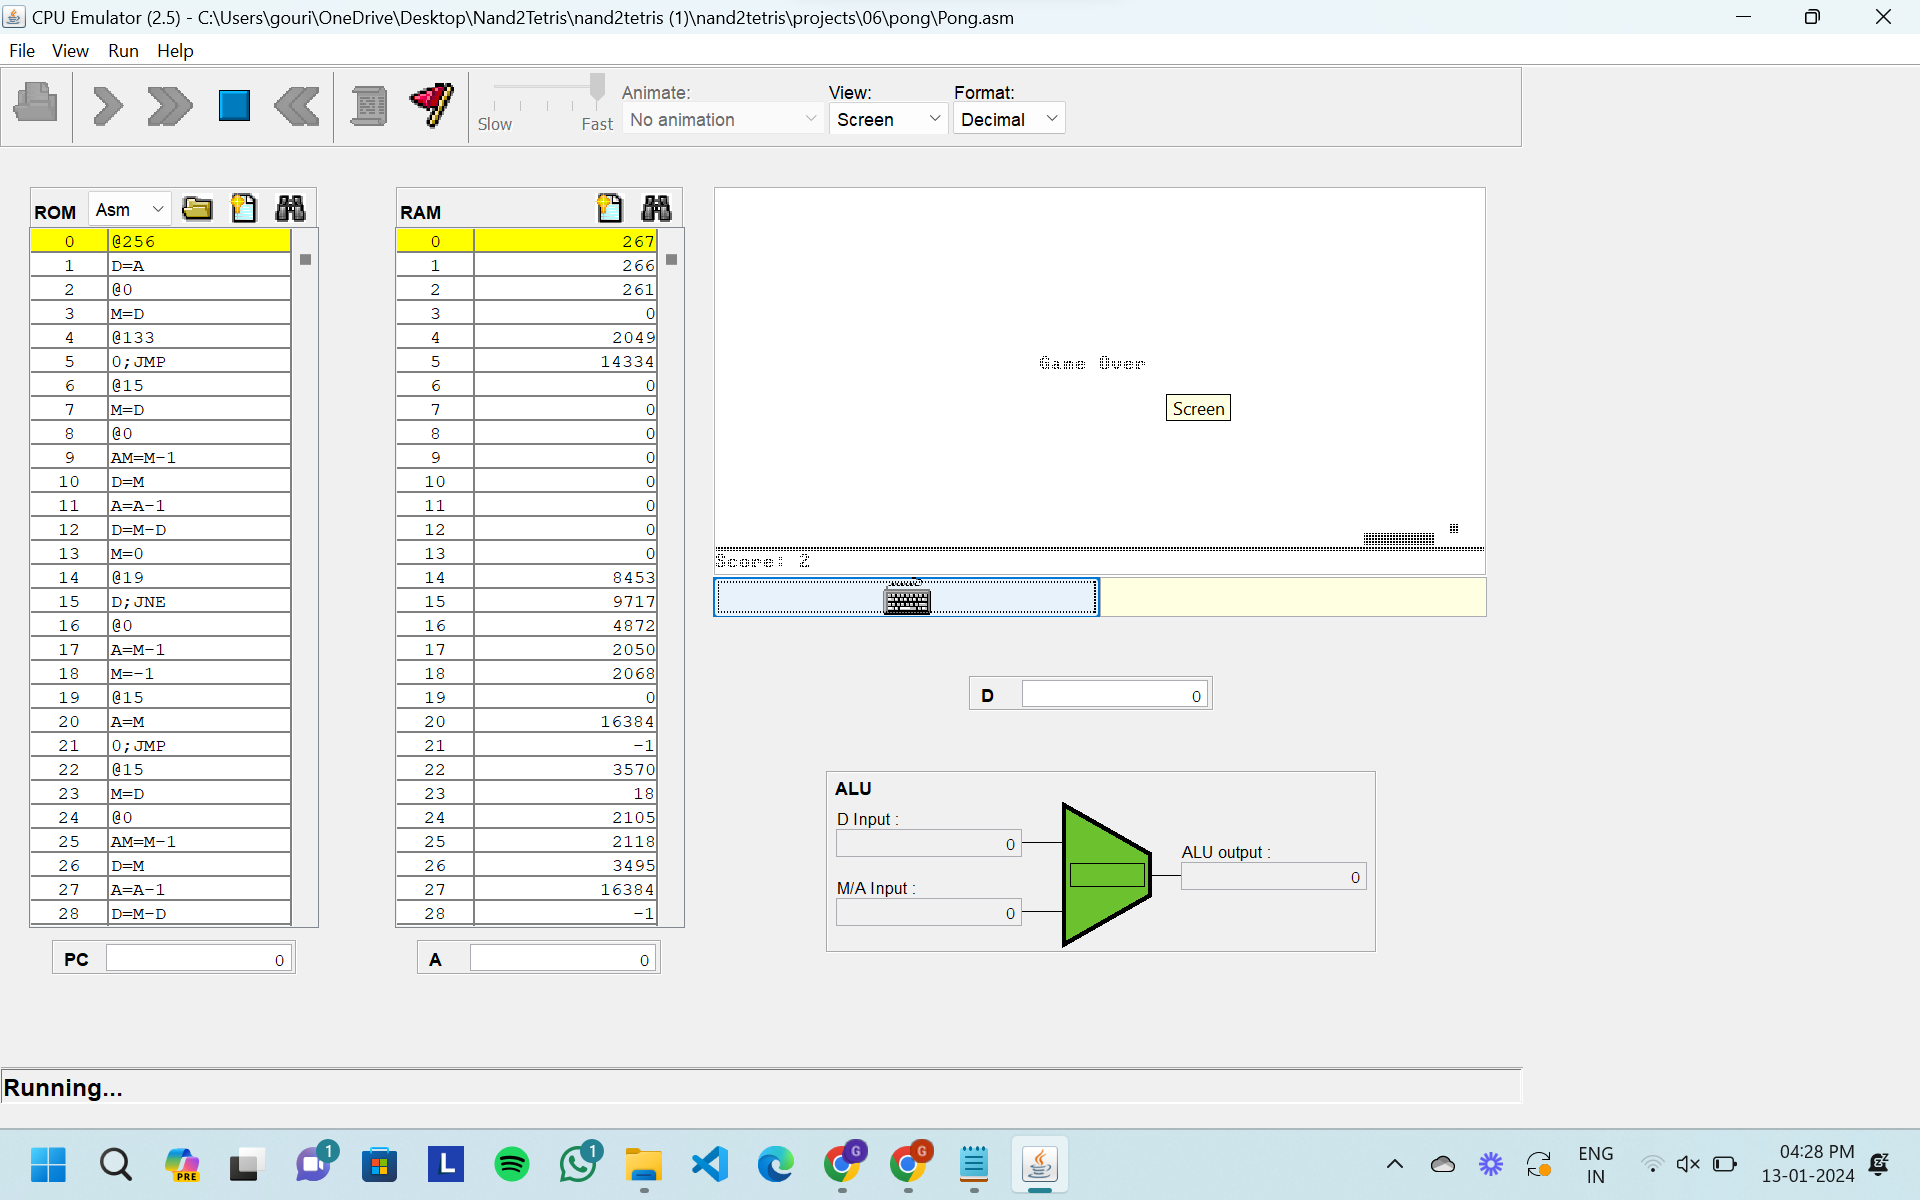 CPU Emulator (2.5) - C:\Users\gouri\OneDrive\Desktop\Nand2Tetris\nand2tetris (1)\nand2tetris\projects\06\pong\Pong.asm
File View Run Help
Slow Fast
Animate:
No animation
View:
Screen
Format:
Decimal
ROM Asm
0 @256
1 D=A
2 @0
3 M=D
4 @133
5 0;JMP
6 @15
7 M=D
8 @0
9 AM=M-1
10 D=M
11 A=A-1
12 D=M-D
13 M=0
14 @19
15 D;JNE
16 @0
17 A=M-1
18 M=-1
19 @15
20 A=M
21 0;JMP
22 @15
23 M=D
24 @0
25 AM=M-1
26 D=M
27 A=A-1
28 D=M-D
PC 0
RAM
0 267
1 266
2 261
3 0
4 2049
5 14334
6 0
7 0
8 0
9 0
10 0
11 0
12 0
13 0
14 8453
15 9717
16 4872
17 2050
18 2068
19 0
20 16384
21 -1
22 3570
23 18
24 2105
25 2118
26 3495
27 16384
28 -1
A 0
Game Over
Screen
Score: 2
D 0
ALU
D Input :
0
M/A Input :
0
ALU output :
0
Running...
PRE
1
L
1
G
G
ENG
IN
04:28 PM
13-01-2024